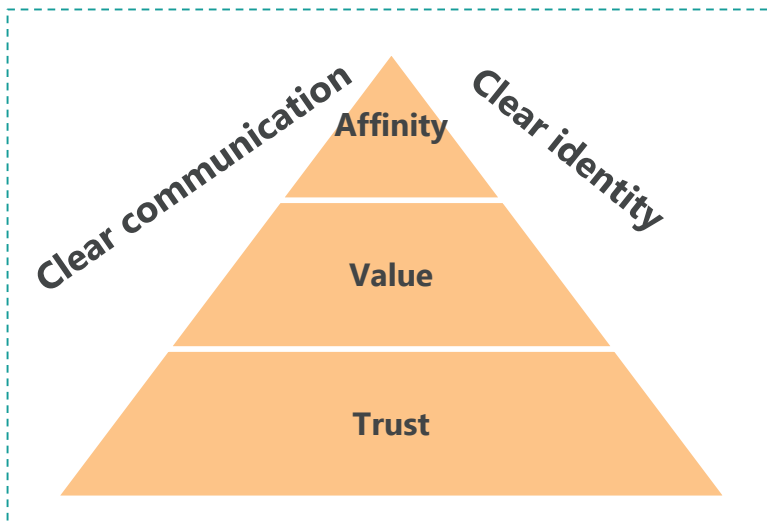 Clear communication
Clear identity
Affinity
Value
Trust